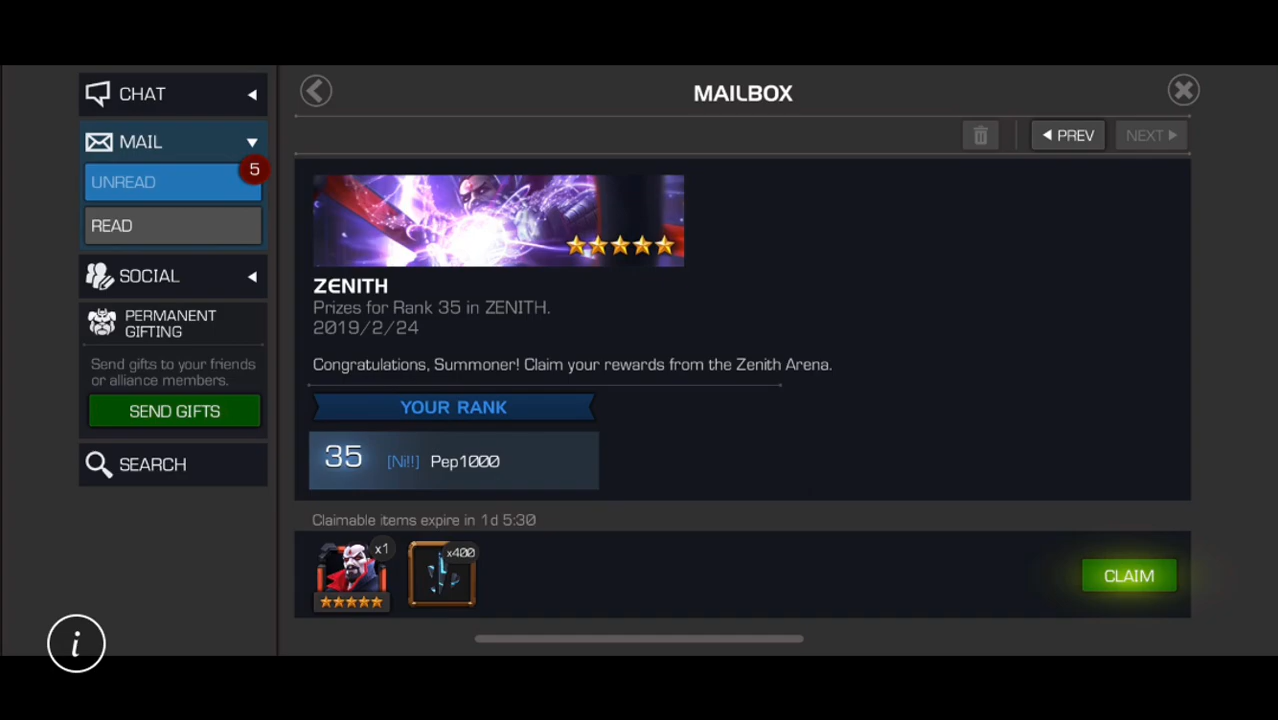 CHAT
MAIL
UNREAD
5
READ
SOCIAL
PERMANENT
GIFTING
Send gifts to your friends
or alliance members.
SEND GIFTS
SEARCH
i
MAILBOX
PREV
NEXT
ZENITH
Prizes for Rank 35 in ZENITH.
2019/2/24
Congratulations, Summoner! Claim your rewards from the Zenith Arena.
YOUR RANK
35 [Ni!!] Pep1000
Claimable items expire in 1d 5:30
x1
x400
CLAIM